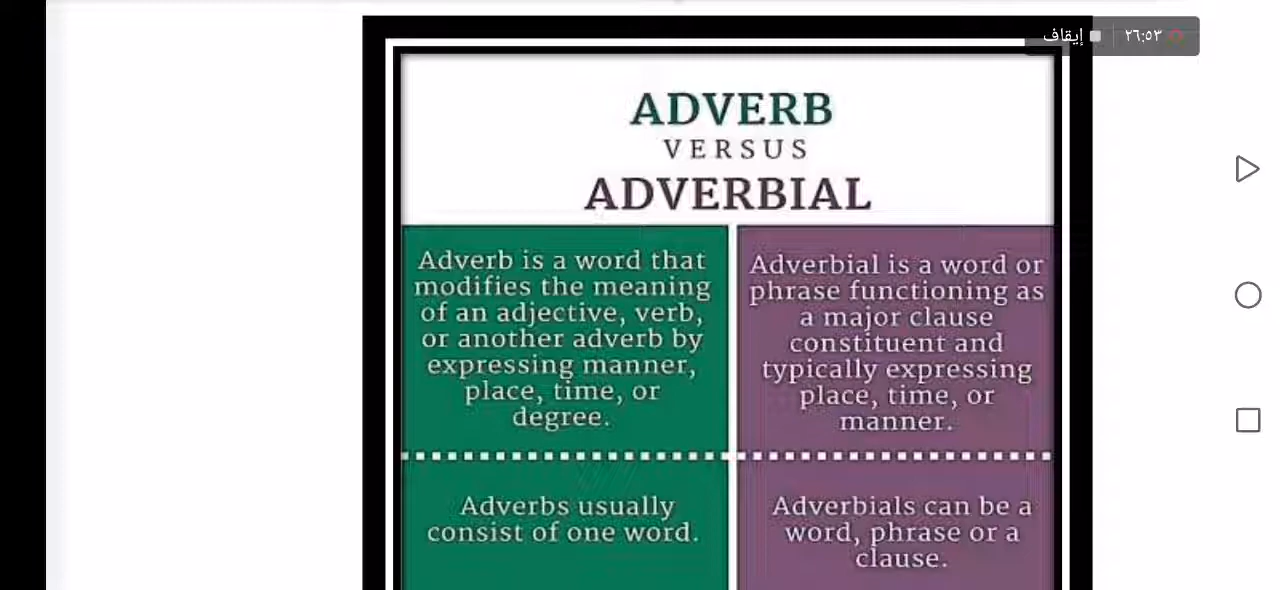 إيقاف ٢٦:٥٣
ADVERB
VERSUS
ADVERBIAL
Adverb is a word that
modifies the meaning
of an adjective, verb,
or another adverb by
expressing manner,
place, time, or
degree.
Adverbial is a word or
phrase functioning as
a major clause
constituent and
typically expressing
place, time, or
manner.
Adverbs usually
consist of one word.
Adverbials can be a
word, phrase or a
clause.